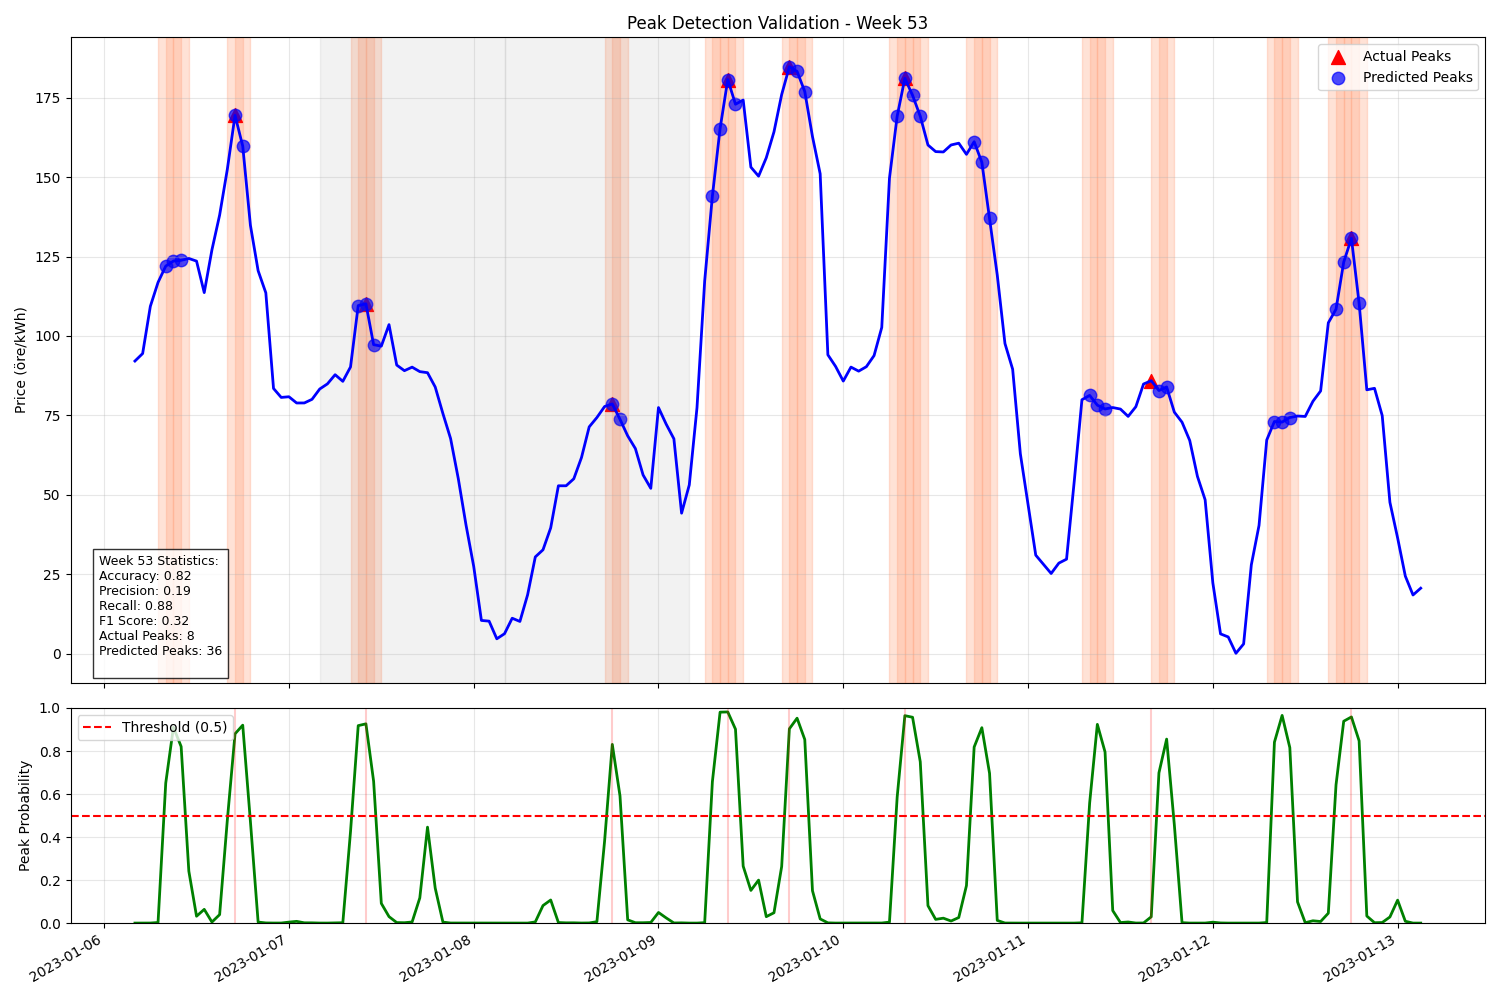 Peak Detection Validation - Week 53
Actual Peaks
Predicted Peaks
Price (öre/kWh)
175
150
125
100
75
50
25
0
Week 53 Statistics:
Accuracy: 0.82
Precision: 0.19
Recall: 0.88
F1 Score: 0.32
Actual Peaks: 8
Predicted Peaks: 36
Threshold (0.5)
Peak Probability
1.0
0.8
0.6
0.4
0.2
0.0
2023-01-06
2023-01-07
2023-01-08
2023-01-09
2023-01-10
2023-01-11
2023-01-12
2023-01-13